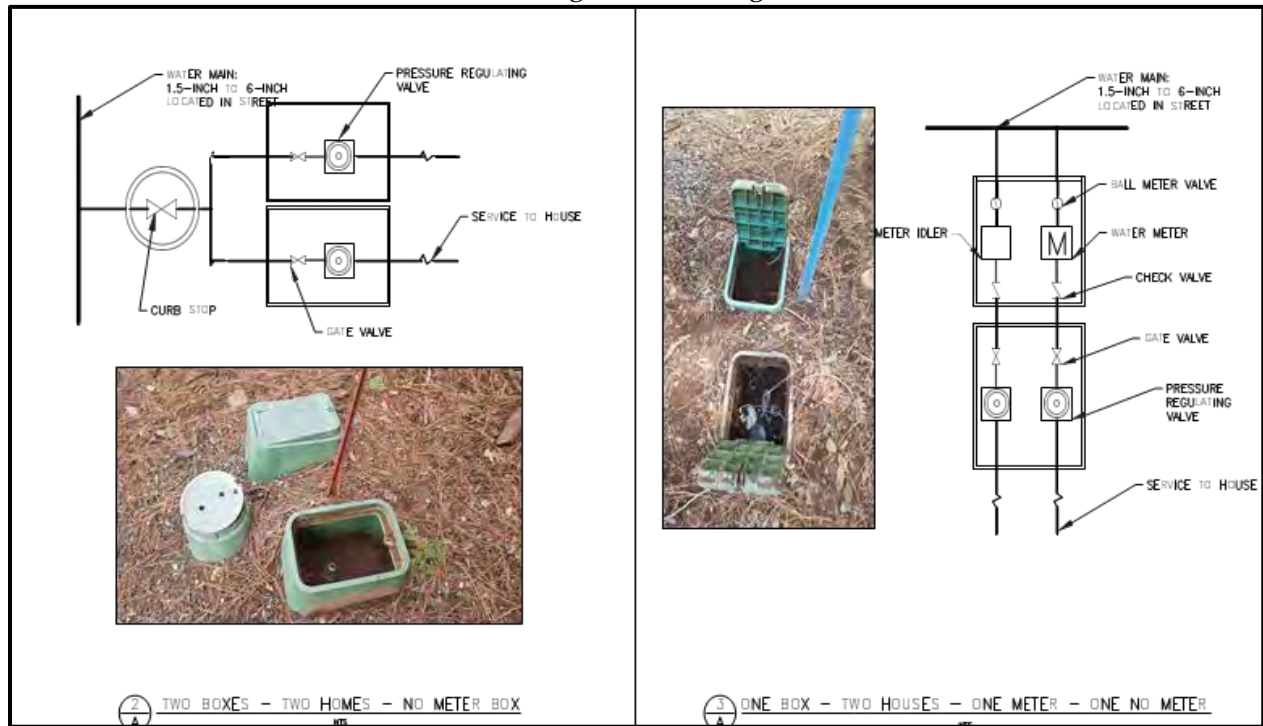 WATER MAIN:
1.5-INCH TO 6-INCH
LOCATED IN STREET
PRESSURE REGULATING
VALVE
SERVICE TO HOUSE
CURB STOP
GATE VALVE
2
A
TWO BOXES - TWO HOMES - NO METER BOX
NTS
WATER MAIN:
1.5-INCH TO 6-INCH
LOCATED IN STREET
BALL METER VALVE
METER IDLER
M
WATER METER
CHECK VALVE
GATE VALVE
PRESSURE
REGULATING
VALVE
SERVICE TO HOUSE
3
A
ONE BOX - TWO HOUSES - ONE METER - ONE NO METER
NTS